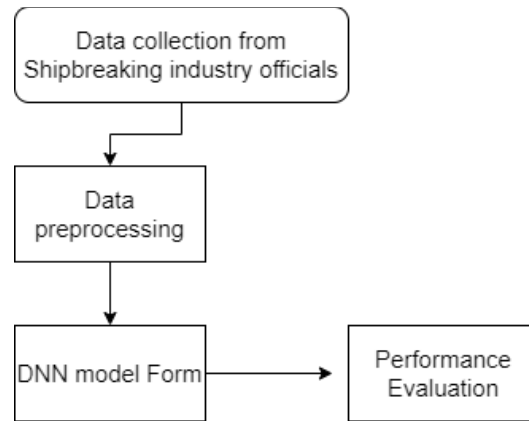 Data collection from
Shipbreaking industry officials
Data
preprocessing
DNN model Form
Performance
Evaluation